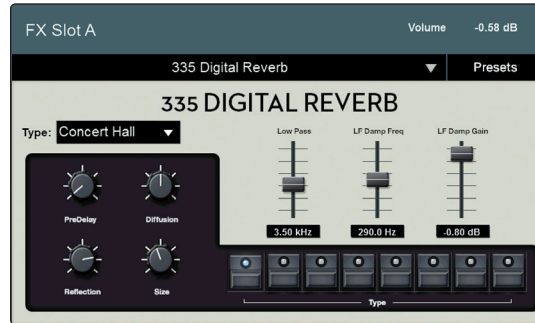 FX Slot A
Volume -0.58 dB
335 Digital Reverb
Presets
335 DIGITAL REVERB
Type: Concert Hall
Low Pass LF Damp Freq LF Damp Gain
PreDelay Diffusion
3.50 kHz 290.0 Hz -0.80 dB
Reflection Size
Type